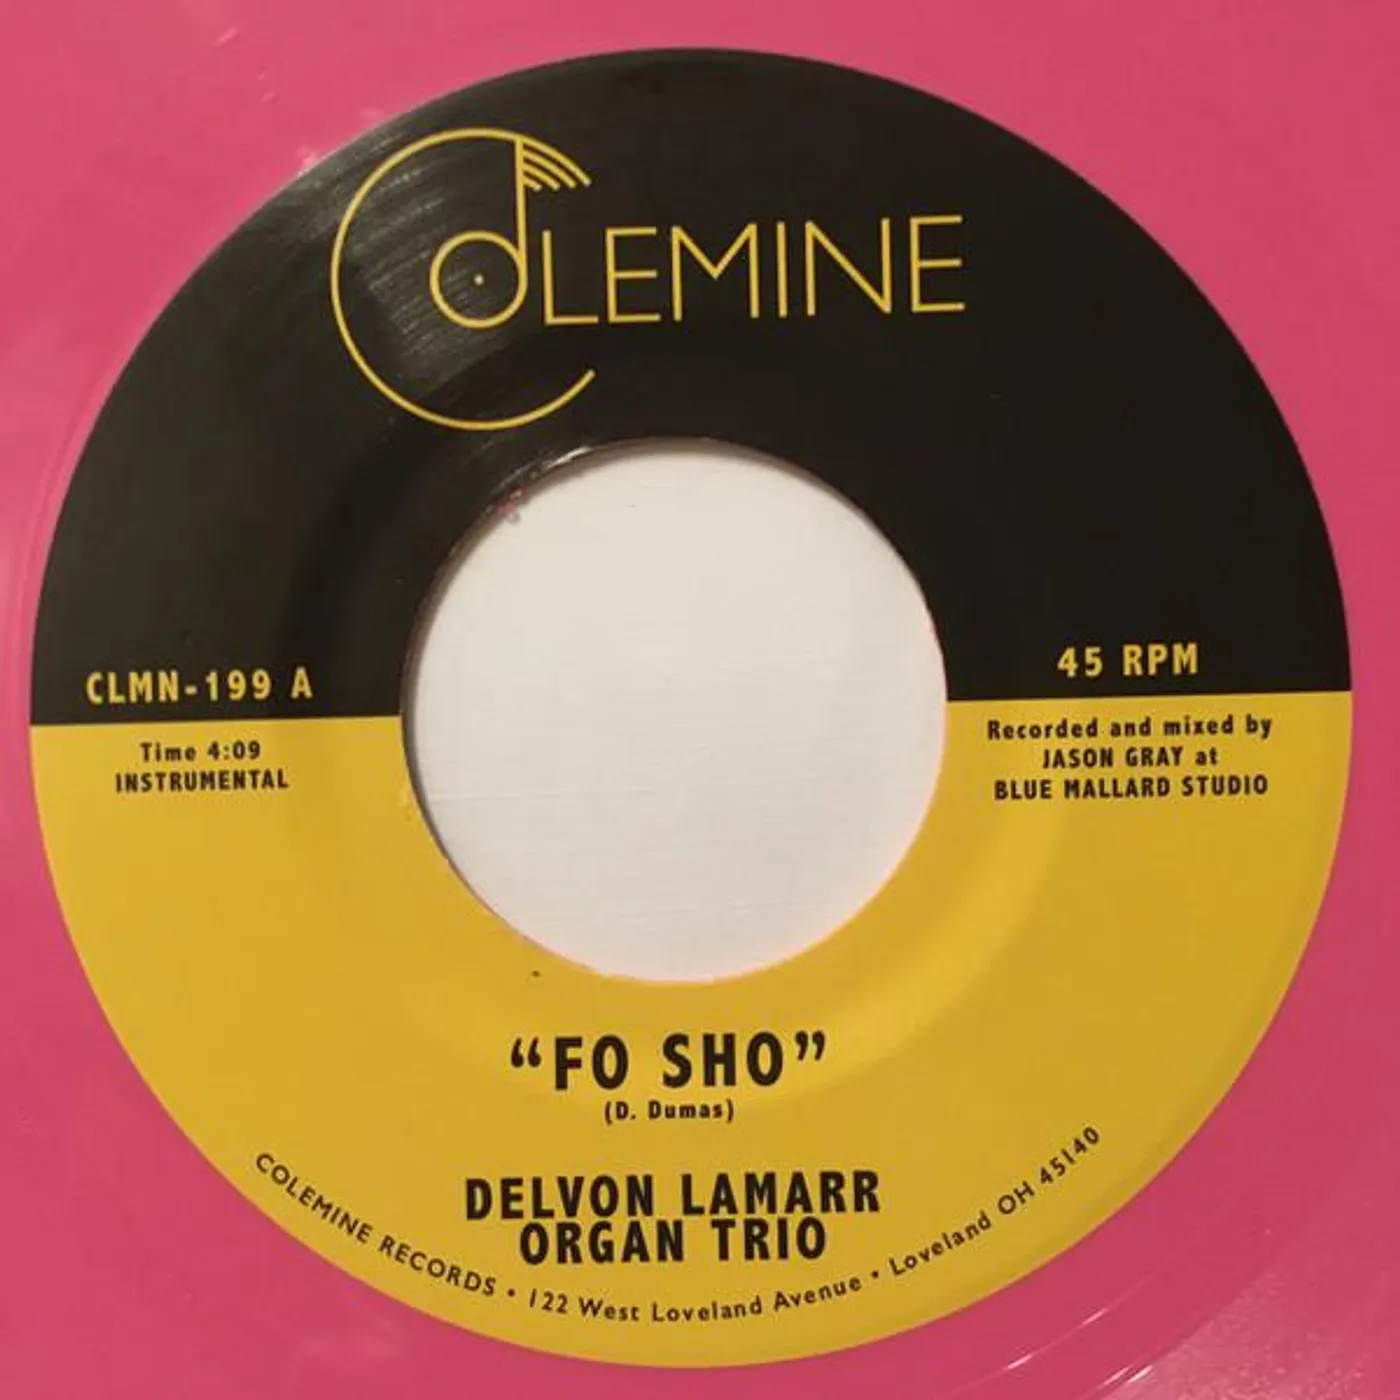 COLEMINE
CLMN-199 A
45 RPM
Time 4:09
INSTRUMENTAL
Recorded and mixed by
JASON GRAY at
BLUE MALLARD STUDIO
“FO SHO”
(D. Dumas)
DELVON LAMARR
ORGAN TRIO
COLEMINE RECORDS • 122 West Loveland Avenue • Loveland OH 45140